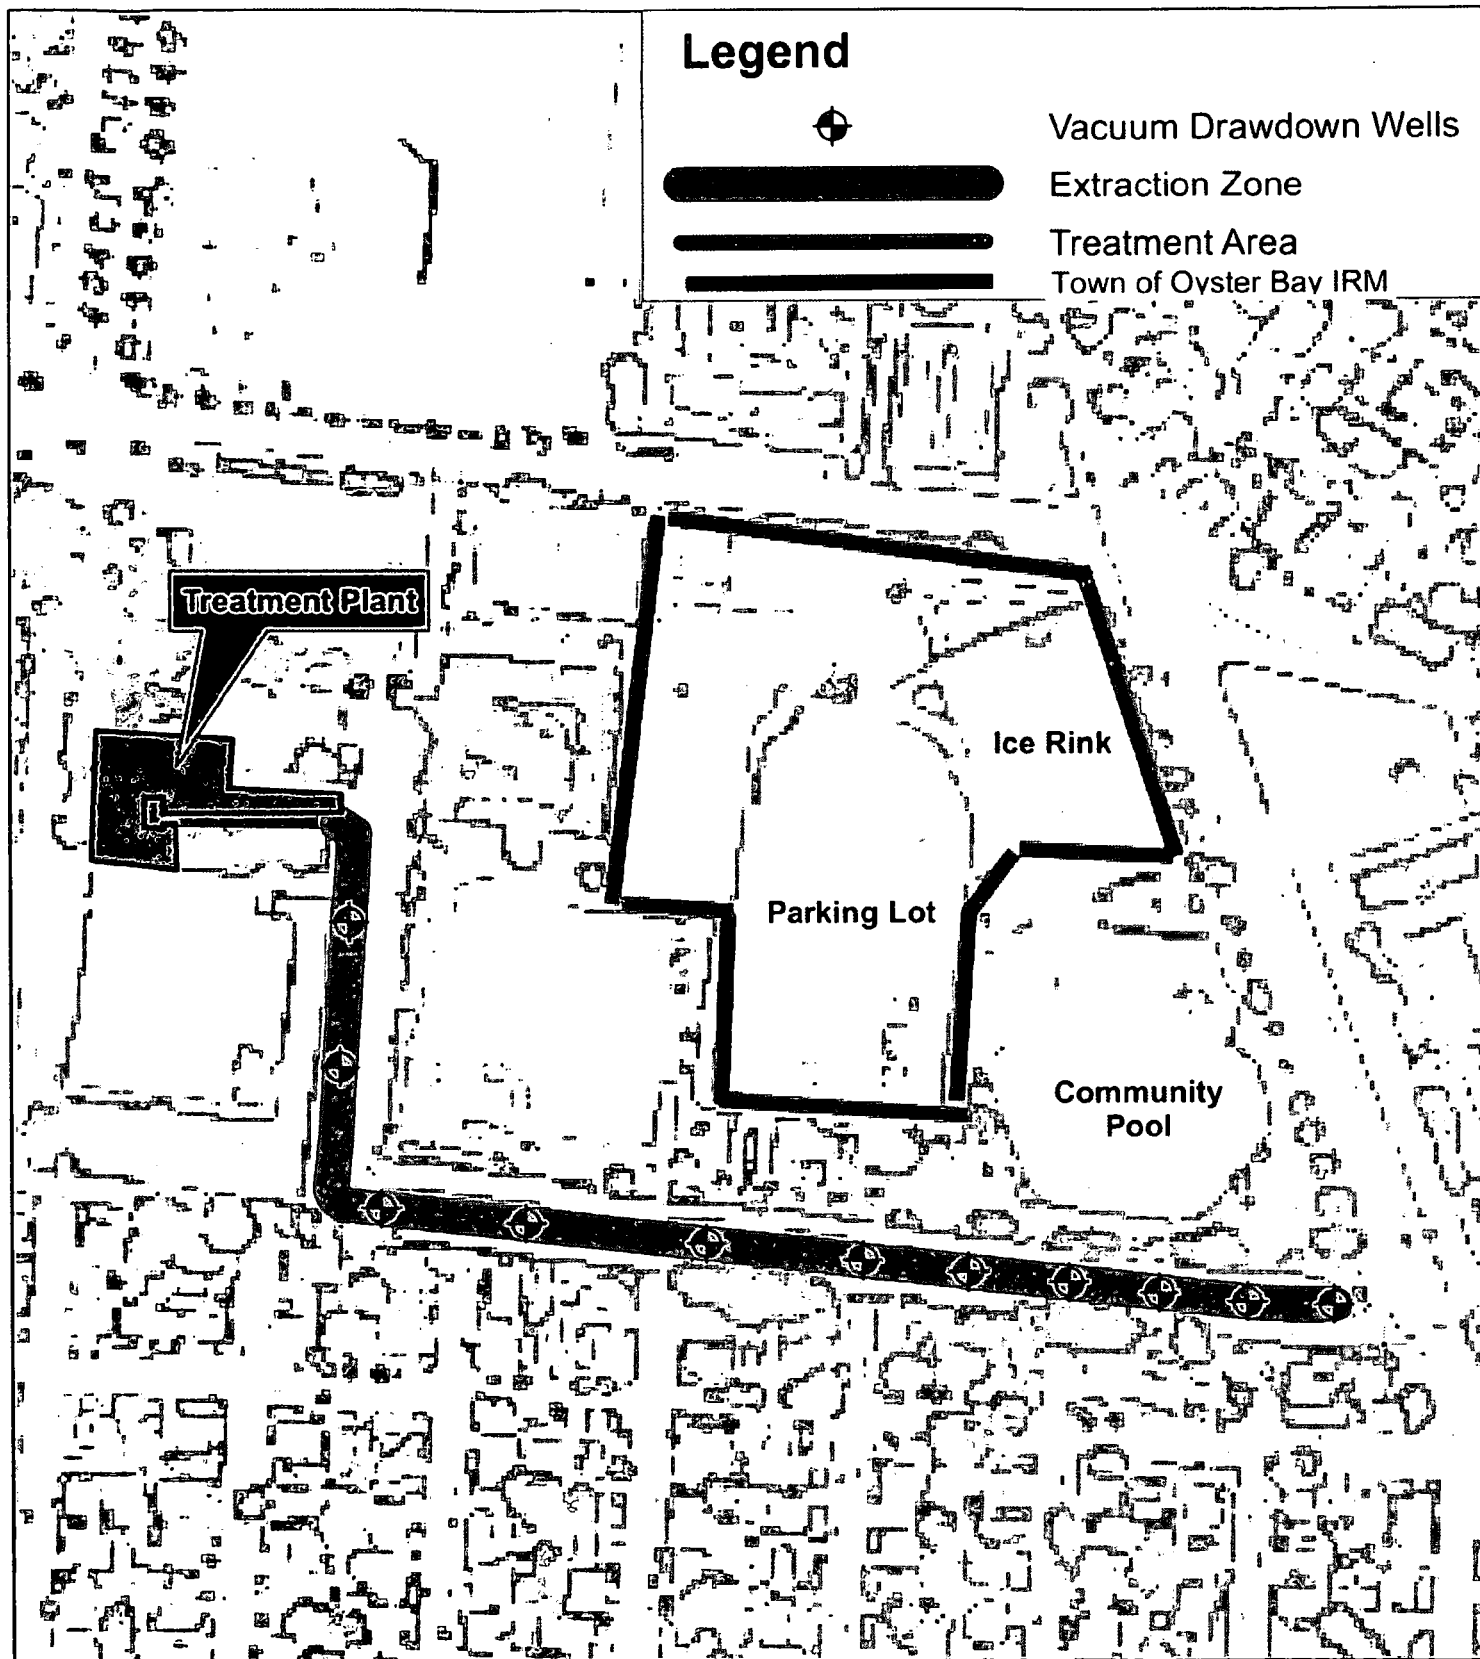 Legend
Vacuum Drawdown Wells
Extraction Zone
Treatment Area
Town of Oyster Bay IRM
Treatment Plant
Ice Rink
Parking Lot
Community
Pool